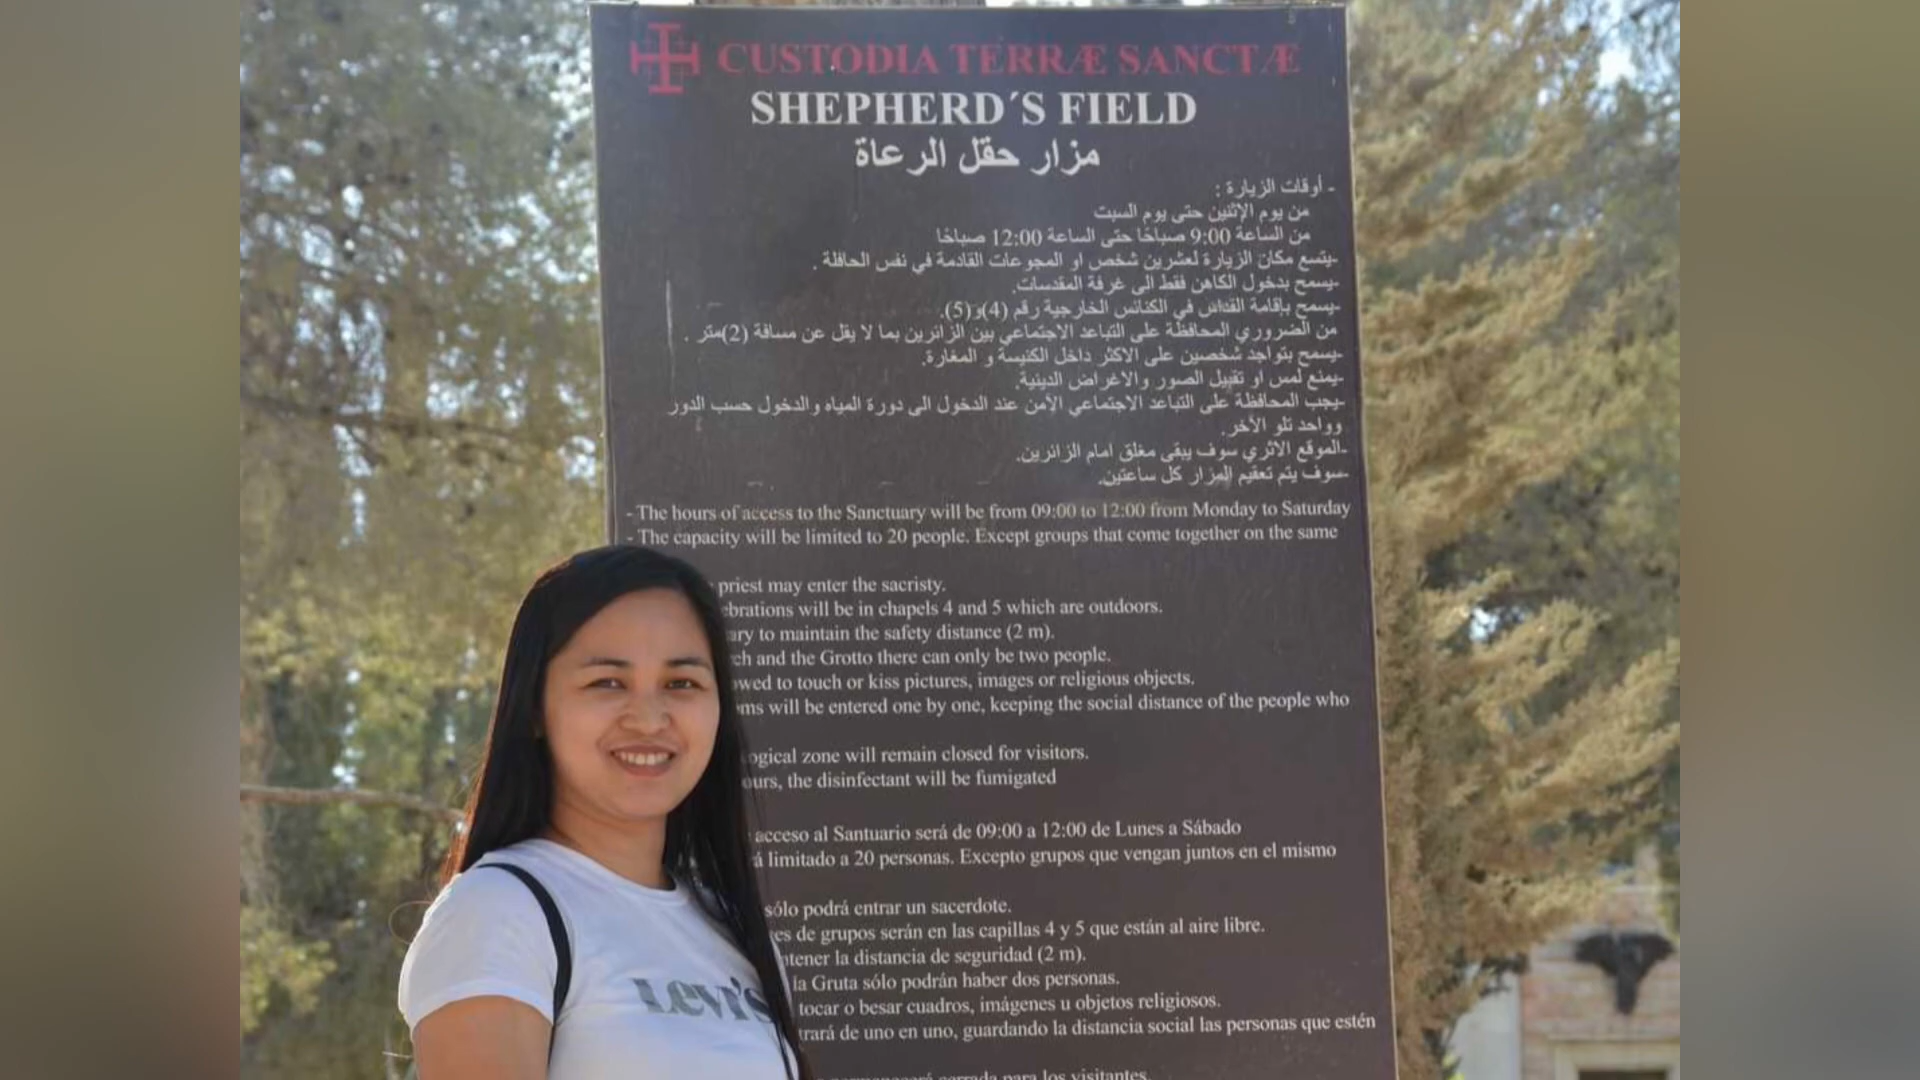 CUSTODIA TERRÆ SANCTÆ
SHEPHERD´S FIELD
مزار حقل الرعاة
- أوقات الزيارة :
من يوم الإثنين حتى يوم السبت
من الساعة 9:00 صباحًا حتى الساعة 12:00 صباحًا
-يتسع مكان الزيارة لعشرين شخص او المجوعات القادمة في نفس الحافلة .
-يسمح بدخول الكاهن فقط الى غرفة المقدسات.
-يسمح بإقامة القداس في الكنائس الخارجية رقم (4)و(5).
من الضروري المحافظة على التباعد الاجتماعي بين الزائرين بما لا يقل عن مسافة (2)متر .
-يسمح بتواجد شخصين على الاكثر داخل الكنيسة و المغارة.
-يمنع لمس او تقبيل الصور والاغراض الدينية.
-يجب المحافظة على التباعد الاجتماعي الآمن عند الدخول الى دورة المياه والدخول حسب الدور
وواحد تلو الآخر.
-الموقع الاثري سوف يبقى مغلق امام الزائرين.
-سوف يتم تعقيم المزار كل ساعتين.
- The hours of access to the Sanctuary will be from 09:00 to 12:00 from Monday to Saturday
- The capacity will be limited to 20 people. Except groups that come together on the same
priest may enter the sacristy.
ebrations will be in chapels 4 and 5 which are outdoors.
ary to maintain the safety distance (2 m).
ch and the Grotto there can only be two people.
owed to touch or kiss pictures, images or religious objects.
ms will be entered one by one, keeping the social distance of the people who
ogical zone will remain closed for visitors.
ours, the disinfectant will be fumigated
acceso al Santuario será de 09:00 a 12:00 de Lunes a Sábado
á limitado a 20 personas. Excepto grupos que vengan juntos en el mismo
sólo podrá entrar un sacerdote.
es de grupos serán en las capillas 4 y 5 que están al aire libre.
ntener la distancia de seguridad (2 m).
la Gruta sólo podrán haber dos personas.
tocar o besar cuadros, imágenes u objetos religiosos.
trará de uno en uno, guardando la distancia social las personas que estén
cerrada para los visitantes.
Levi's